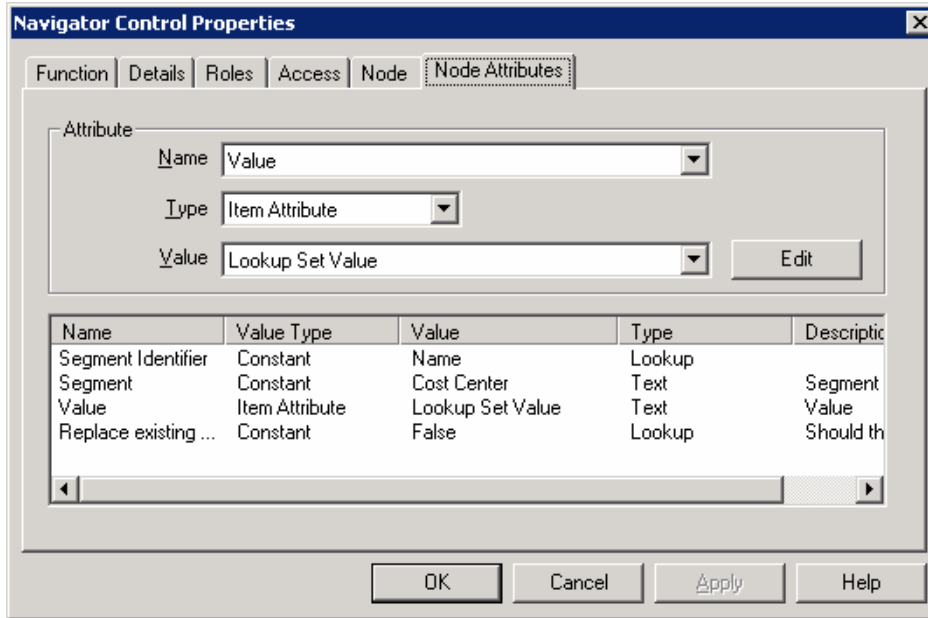 Navigator Control Properties
Function Details Roles Access Node Node Attributes
Attribute
Name Value
Type Item Attribute
Value Lookup Set Value Edit
Name Value Type Value Type Descriptic
Segment Identifier Constant Name Lookup
Segment Constant Cost Center Text Segment
Value Item Attribute Lookup Set Value Text Value
Replace existing ... Constant False Lookup Should th
OK Cancel Apply Help